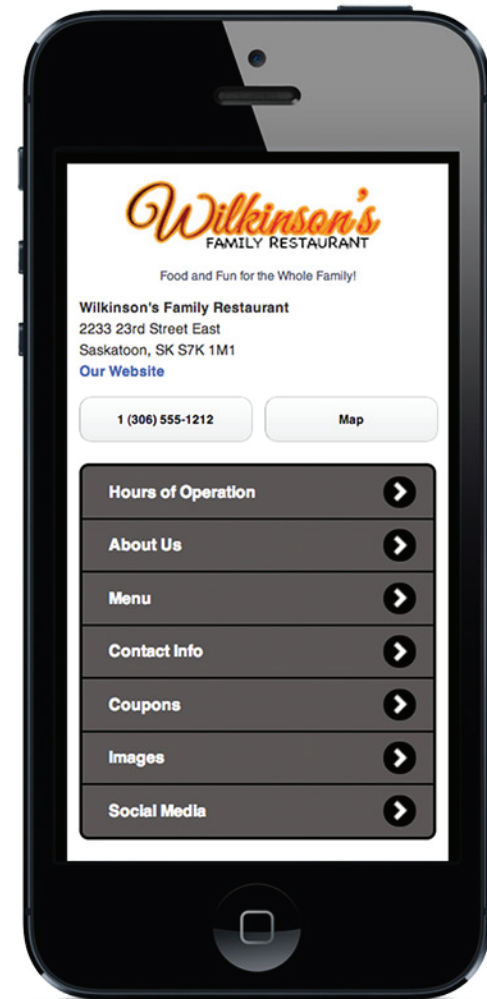 Wilkinson's
FAMILY RESTAURANT
Food and Fun for the Whole Family!
Wilkinson's Family Restaurant
2233 23rd Street East
Saskatoon, SK S7K 1M1
Our Website
1 (306) 555-1212
Map
Hours of Operation
About Us
Menu
Contact Info
Coupons
Images
Social Media